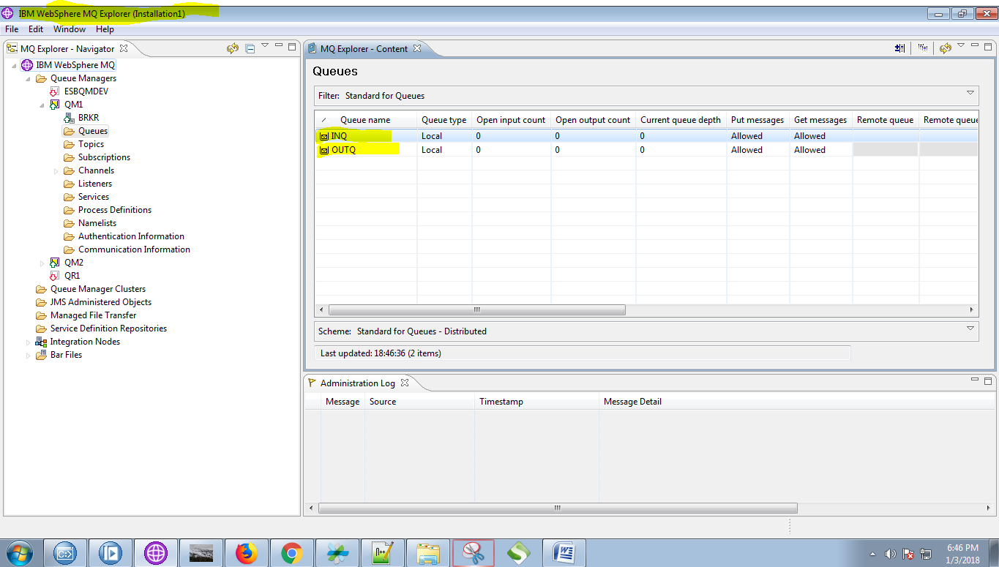 IBM WebSphere MQ Explorer (Installation1)
File Edit Window Help
MQ Explorer - Navigator
IBM WebSphere MQ
Queue Managers
ESBQMDEV
QM1
BRKR
Queues
Topics
Subscriptions
Channels
Listeners
Services
Process Definitions
Namelists
Authentication Information
Communication Information
QM2
QR1
Queue Manager Clusters
JMS Administered Objects
Managed File Transfer
Service Definition Repositories
Integration Nodes
Bar Files
MQ Explorer - Content
Queues
Filter: Standard for Queues
Queue name Queue type Open input count Open output count Current queue depth Put messages Get messages Remote queue Remote queue
INQ Local 0 0 0 Allowed Allowed
OUTQ Local 0 0 0 Allowed Allowed
Scheme: Standard for Queues - Distributed
Last updated: 18:46:36 (2 items)
Administration Log
Message Source Timestamp Message Detail
6:46 PM
1/3/2018